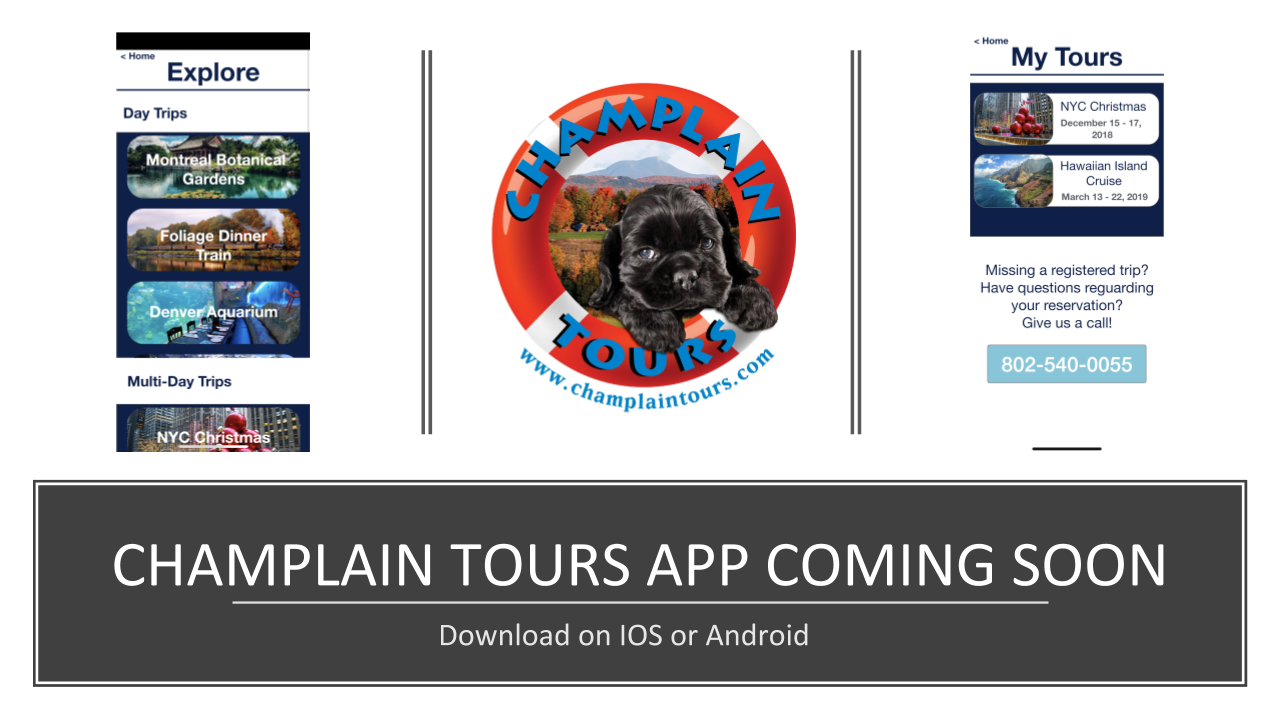 < Home
Explore
Day Trips
Montreal Botanical
Gardens
Foliage Dinner
Train
Denver Aquarium
Multi-Day Trips
NYC Christmas
CHAMPLAIN
TOURS
www.champlaintours.com
< Home
My Tours
NYC Christmas
December 15 - 17,
2018
Hawaiian Island
Cruise
March 13 - 22, 2019
Missing a registered trip?
Have questions reguarding
your reservation?
Give us a call!
802-540-0055
CHAMPLAIN TOURS APP COMING SOON
Download on IOS or Android